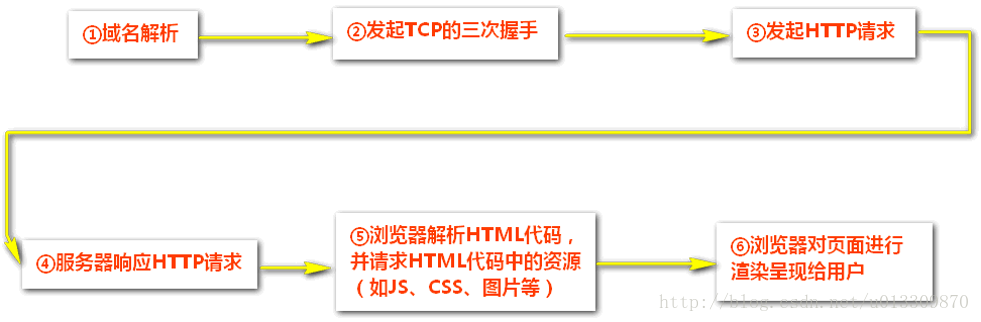 ①域名解析
②发起TCP的三次握手
③发起HTTP请求
④服务器响应HTTP请求
⑤浏览器解析HTML代码，
并请求HTML代码中的资源
（如JS、CSS、图片等）
⑥浏览器对页面进行
渲染呈现给用户
http://blog.csdn.net/u013309870